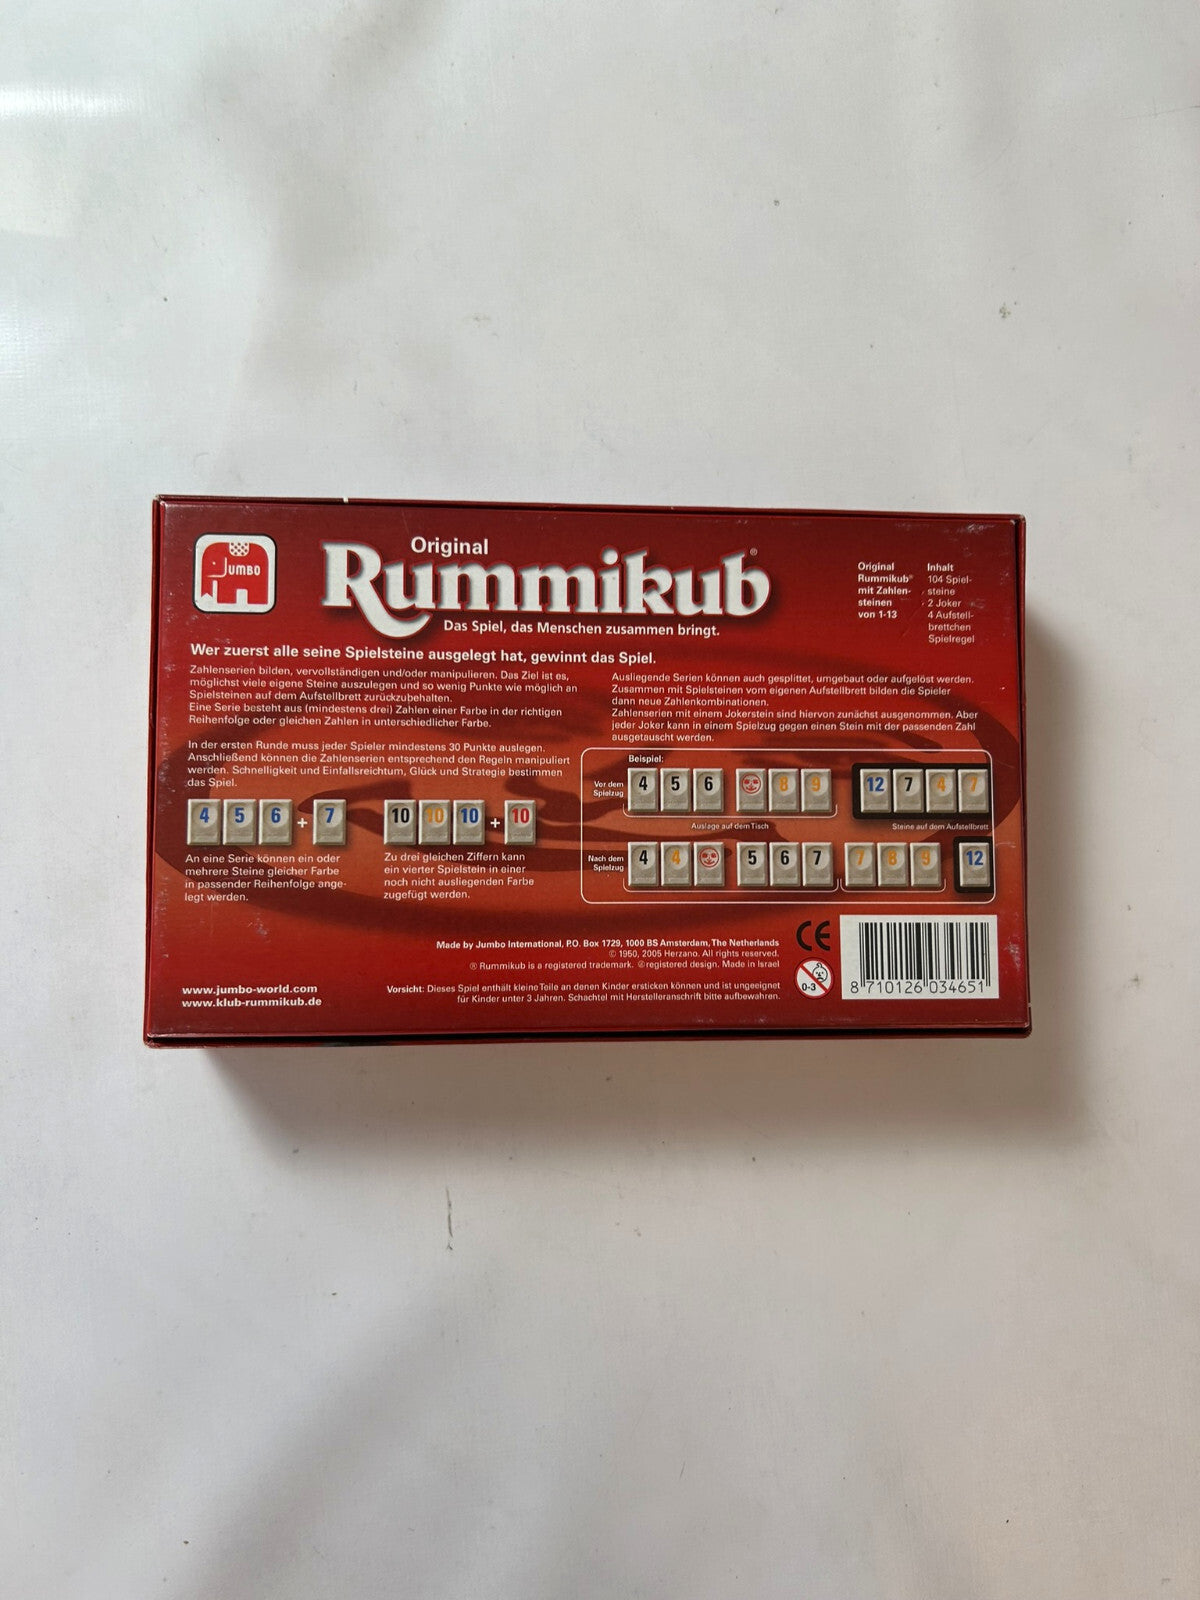 JUMBO
Original
Rummikub®
Das Spiel, das Menschen zusammen bringt.
Original
Rummikub®
mit Zahlen-
steinen
von 1-13
Inhalt
104 Spiel-
steine
2 Joker
4 Aufstell-
brettchen
Spielregel
Wer zuerst alle seine Spielsteine ausgelegt hat, gewinnt das Spiel.
Zahlenserien bilden, vervollständigen und/oder manipulieren. Das Ziel ist es,
möglichst viele eigene Steine auszulegen und so wenig Punkte wie möglich an
Spielsteinen auf dem Aufstellbrett zurückzubehalten.
Eine Serie besteht aus (mindestens drei) Zahlen einer Farbe in der richtigen
Reihenfolge oder gleichen Zahlen in unterschiedlicher Farbe.
In der ersten Runde muss jeder Spieler mindestens 30 Punkte auslegen.
Anschließend können die Zahlenserien entsprechend den Regeln manipuliert
werden. Schnelligkeit und Einfallsreichtum, Glück und Strategie bestimmen
das Spiel.
4 5 6 + 7
An eine Serie können ein oder
mehrere Steine gleicher Farbe
in passender Reihenfolge ange-
legt werden.
10 10 10 + 10
Zu drei gleichen Ziffern kann
ein vierter Spielstein in einer
noch nicht ausliegenden Farbe
zugefügt werden.
Ausliegende Serien können auch gesplittet, umgebaut oder aufgelöst werden.
Zusammen mit Spielsteinen vom eigenen Aufstellbrett bilden die Spieler
dann neue Zahlenkombinationen.
Zahlenserien mit einem Jokerstein sind hiervon zunächst ausgenommen. Aber
jeder Joker kann in einem Spielzug gegen einen Stein mit der passenden Zahl
ausgetauscht werden.
Beispiel:
Vor dem
Spielzug
4 5 6 8 9 12 7 4 7
Auslage auf dem Tisch
Steine auf dem Aufstellbrett
Nach dem
Spielzug
4 4 5 6 7 7 8 9 12
Made by Jumbo International, P.O. Box 1729, 1000 BS Amsterdam, The Netherlands
© 1950, 2005 Herzano. All rights reserved.
® Rummikub is a registered trademark. ® registered design. Made in Israel
Vorsicht: Dieses Spiel enthält kleine Teile an denen Kinder ersticken können und ist ungeeignet
für Kinder unter 3 Jahren. Schachtel mit Herstelleranschrift bitte aufbewahren.
www.jumbo-world.com
www.klub-rummikub.de
CE
0-3
8 710126 034651